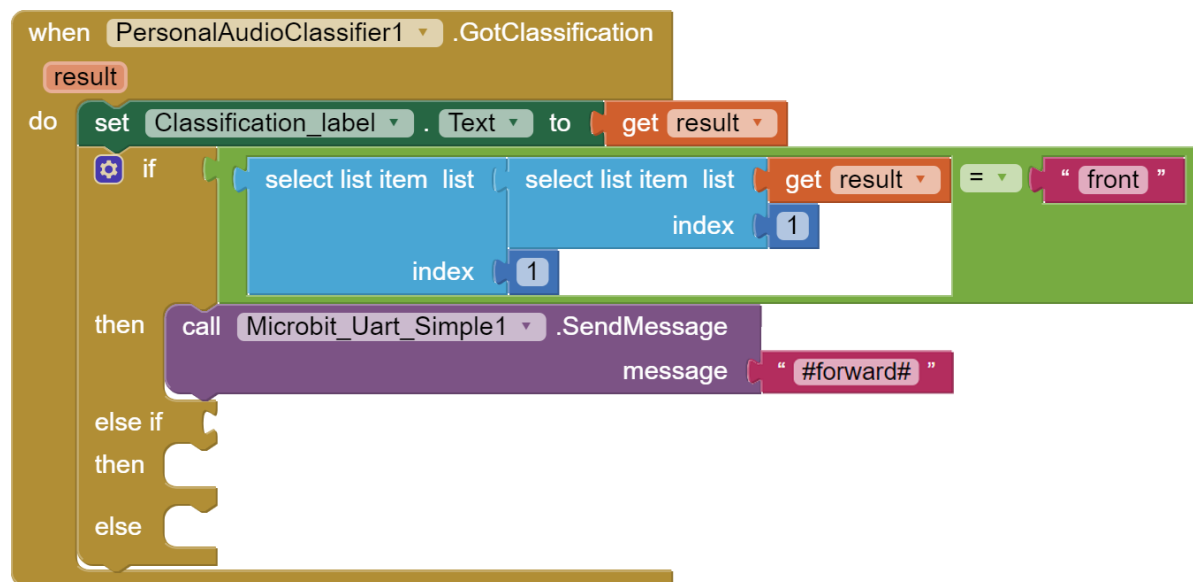 when PersonalAudioClassifier1 .GotClassification
result
do set Classification_label . Text to get result
if select list item list select list item list get result = " front "
index 1
index 1
then call Microbit_Uart_Simple1 .SendMessage
message " #forward# "
else if
then
else